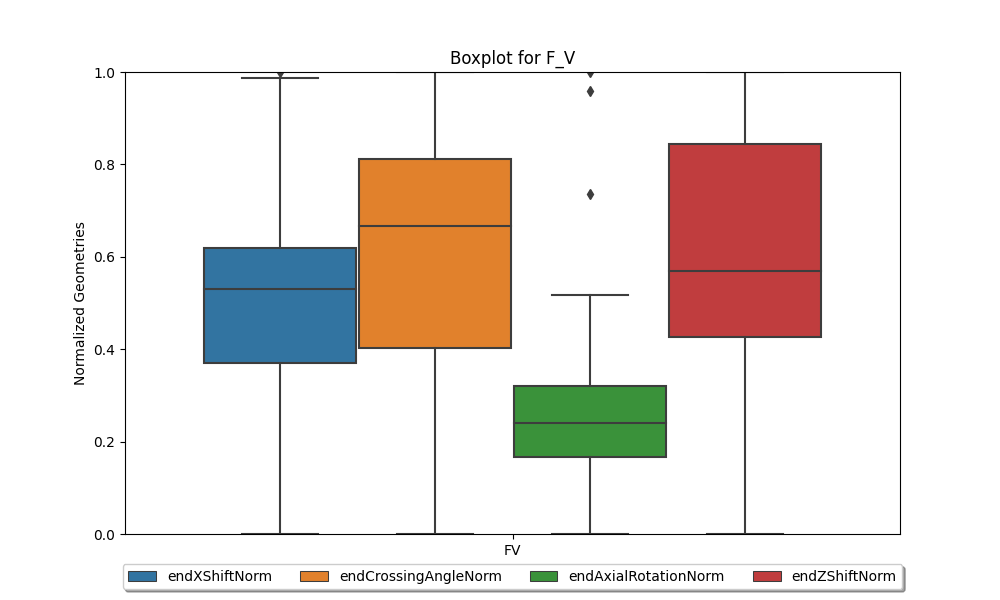 Boxplot for F_V
Normalized Geometries
1.0
0.8
0.6
0.4
0.2
0.0
FV
endXShiftNorm endCrossingAngleNorm endAxialRotationNorm endZShiftNorm